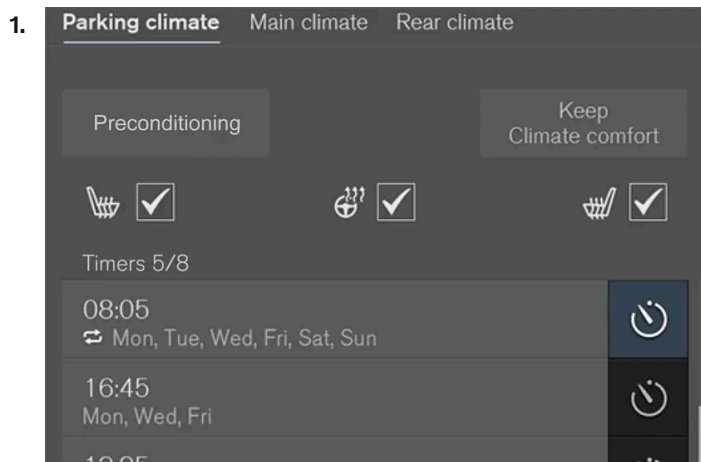 1.
Parking climate Main climate Rear climate
Preconditioning
Keep
Climate comfort
Timers 5/8
08:05
Mon, Tue, Wed, Fri, Sat, Sun
16:45
Mon, Wed, Fri